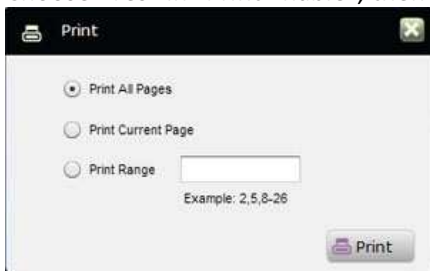 Print
Print All Pages
Print Current Page
Print Range
Example: 2,5,8-26
Print